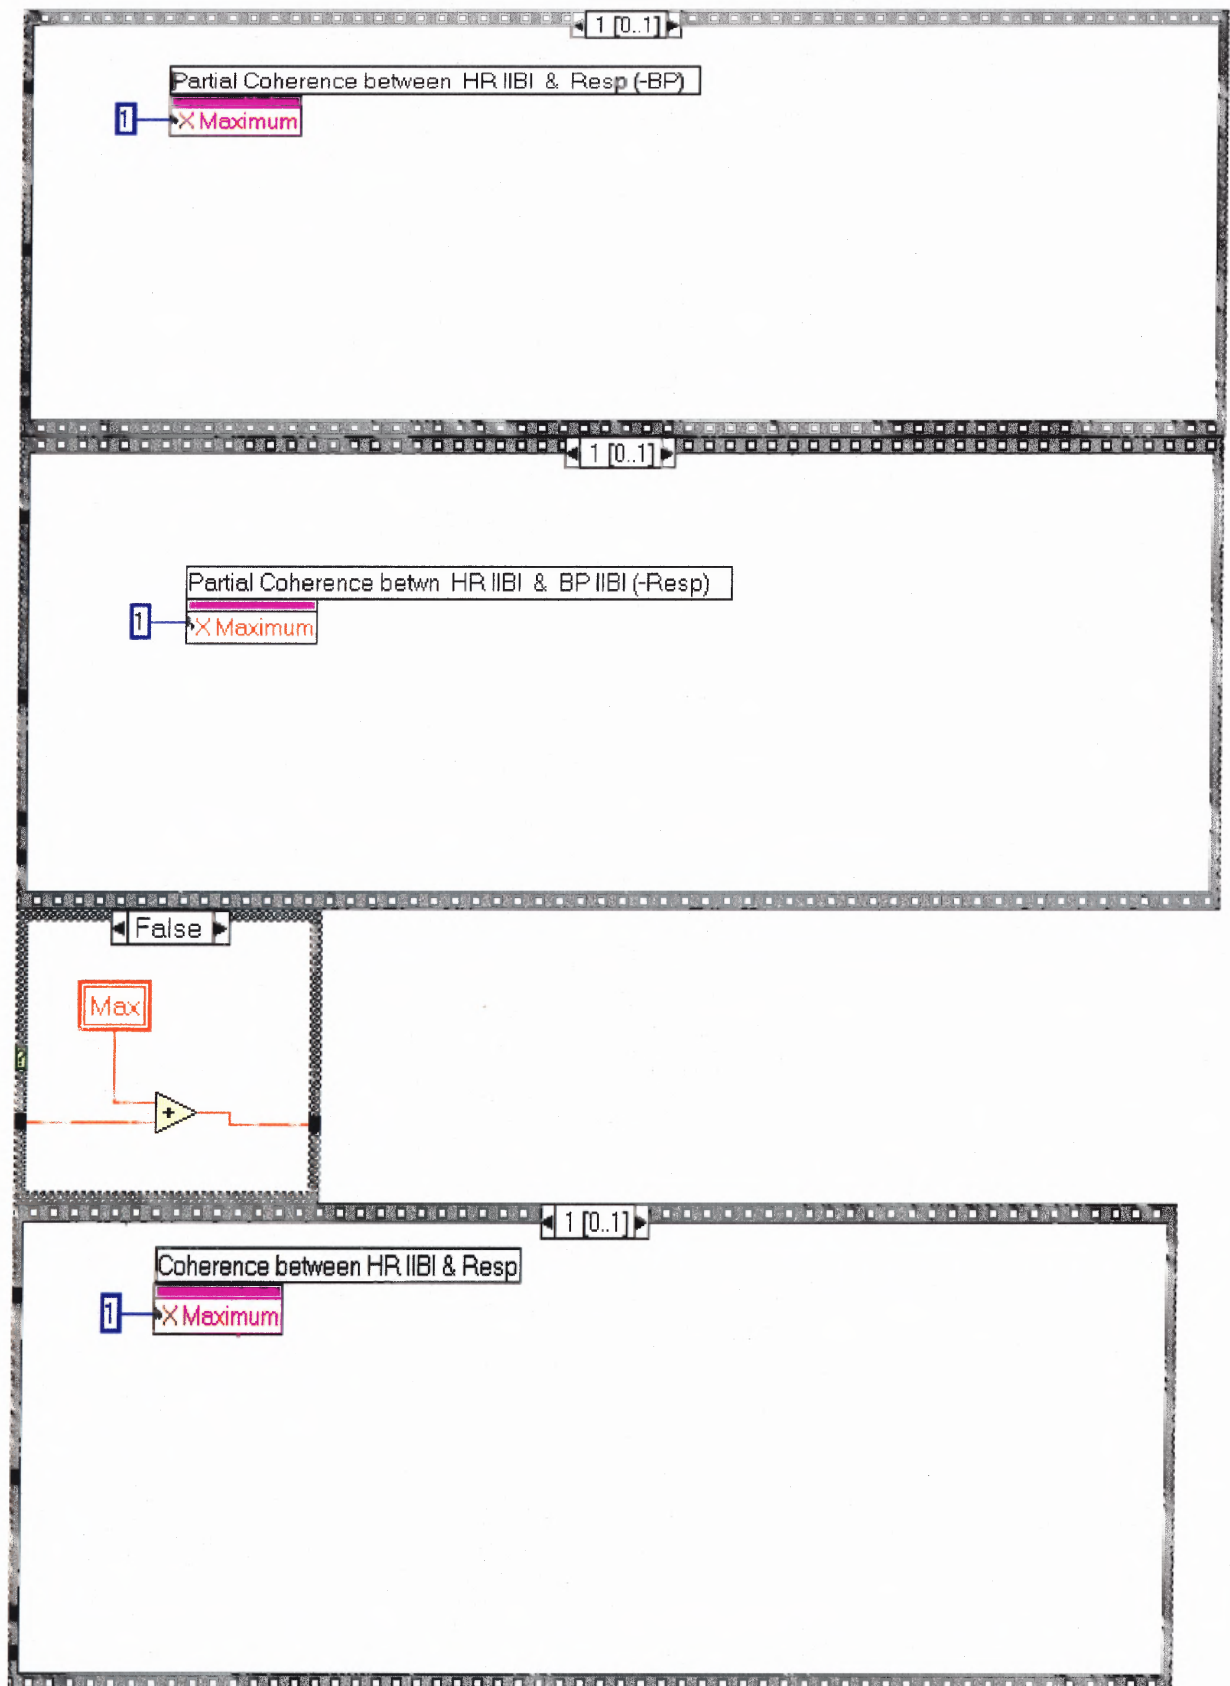 1 [0..1]
Partial Coherence between HR IIBI & Resp (-BP)
1
X Maximum
1 [0..1]
Partial Coherence betwn HR IIBI & BP IIBI (-Resp)
1
X Maximum
False
Max
?
+
1 [0..1]
Coherence between HR IIBI & Resp
1
X Maximum